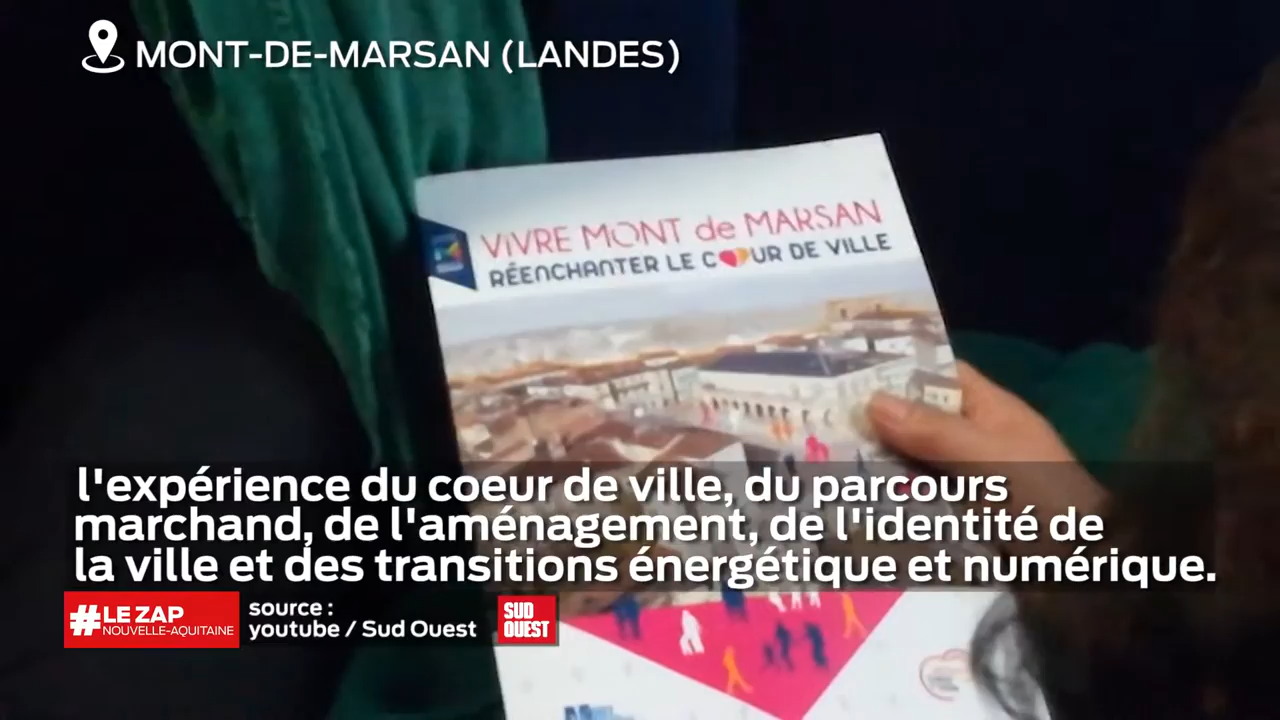 MONT-DE-MARSAN (LANDES)
VIVRE MONT de MARSAN
RÉENCHANTER LE CŒUR DE VILLE
l'expérience du coeur de ville, du parcours
marchand, de l'aménagement, de l'identité de
la ville et des transitions énergétique et numérique.
#LE ZAP
NOUVELLE-AQUITAINE
source :
youtube / Sud Ouest
SUD
OUEST